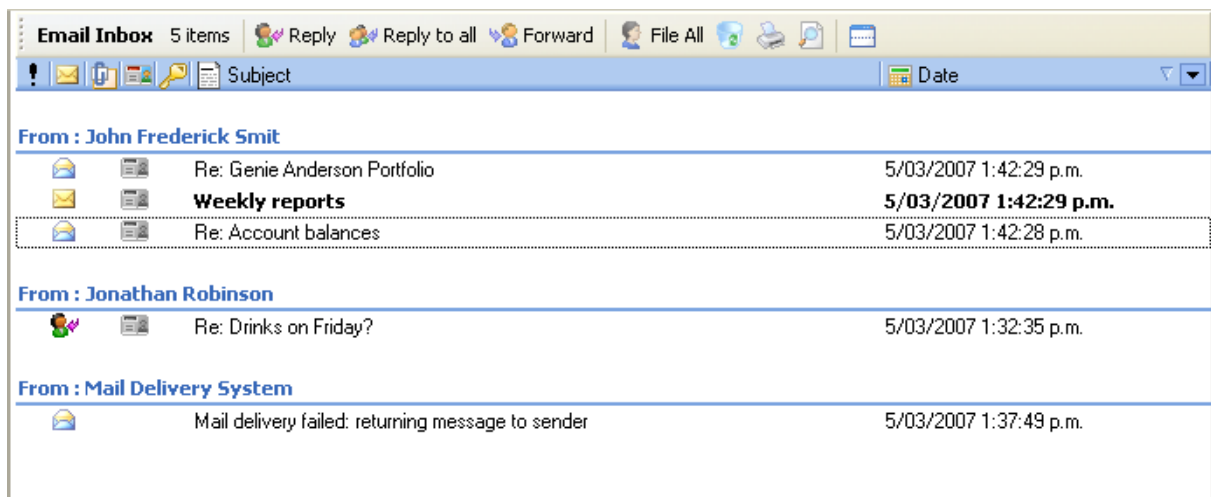 Email Inbox 5 items Reply Reply to all Forward File All
Subject Date
From : John Frederick Smit
Re: Genie Anderson Portfolio 5/03/2007 1:42:29 p.m.
Weekly reports 5/03/2007 1:42:29 p.m.
Re: Account balances 5/03/2007 1:42:28 p.m.
From : Jonathan Robinson
Re: Drinks on Friday? 5/03/2007 1:32:35 p.m.
From : Mail Delivery System
Mail delivery failed: returning message to sender 5/03/2007 1:37:49 p.m.